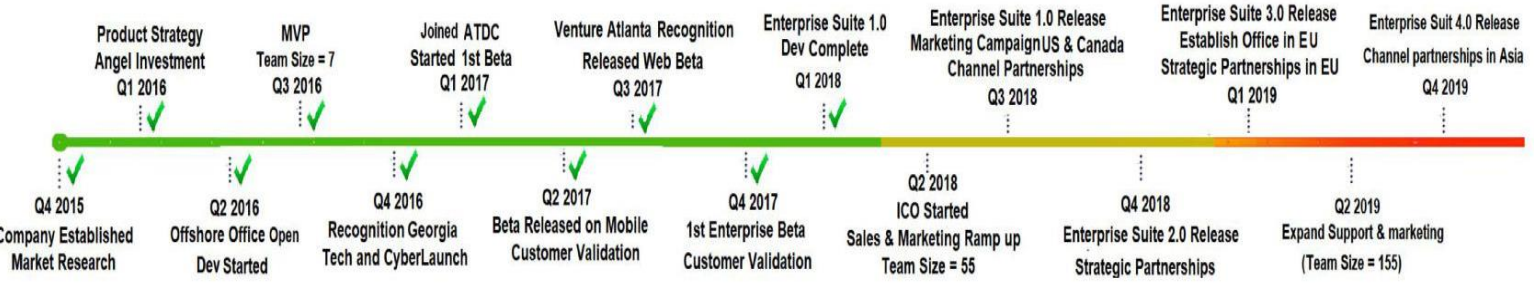 Product Strategy
Angel Investment
Q1 2016
MVP
Team Size = 7
Q3 2016
Joined ATDC
Started 1st Beta
Q1 2017
Venture Atlanta Recognition
Released Web Beta
Q3 2017
Enterprise Suite 1.0
Dev Complete
Q1 2018
Enterprise Suite 1.0 Release
Marketing Campaign US & Canada
Channel Partnerships
Q3 2018
Enterprise Suite 3.0 Release
Establish Office in EU
Strategic Partnerships in EU
Q1 2019
Enterprise Suit 4.0 Release
Channel partnerships in Asia
Q4 2019
Q4 2015
Company Established
Market Research
Q2 2016
Offshore Office Open
Dev Started
Q4 2016
Recognition Georgia
Tech and CyberLaunch
Q2 2017
Beta Released on Mobile
Customer Validation
Q4 2017
1st Enterprise Beta
Customer Validation
Q2 2018
ICO Started
Sales & Marketing Ramp up
Team Size = 55
Q4 2018
Enterprise Suite 2.0 Release
Strategic Partnerships
Q2 2019
Expand Support & marketing
(Team Size = 155)